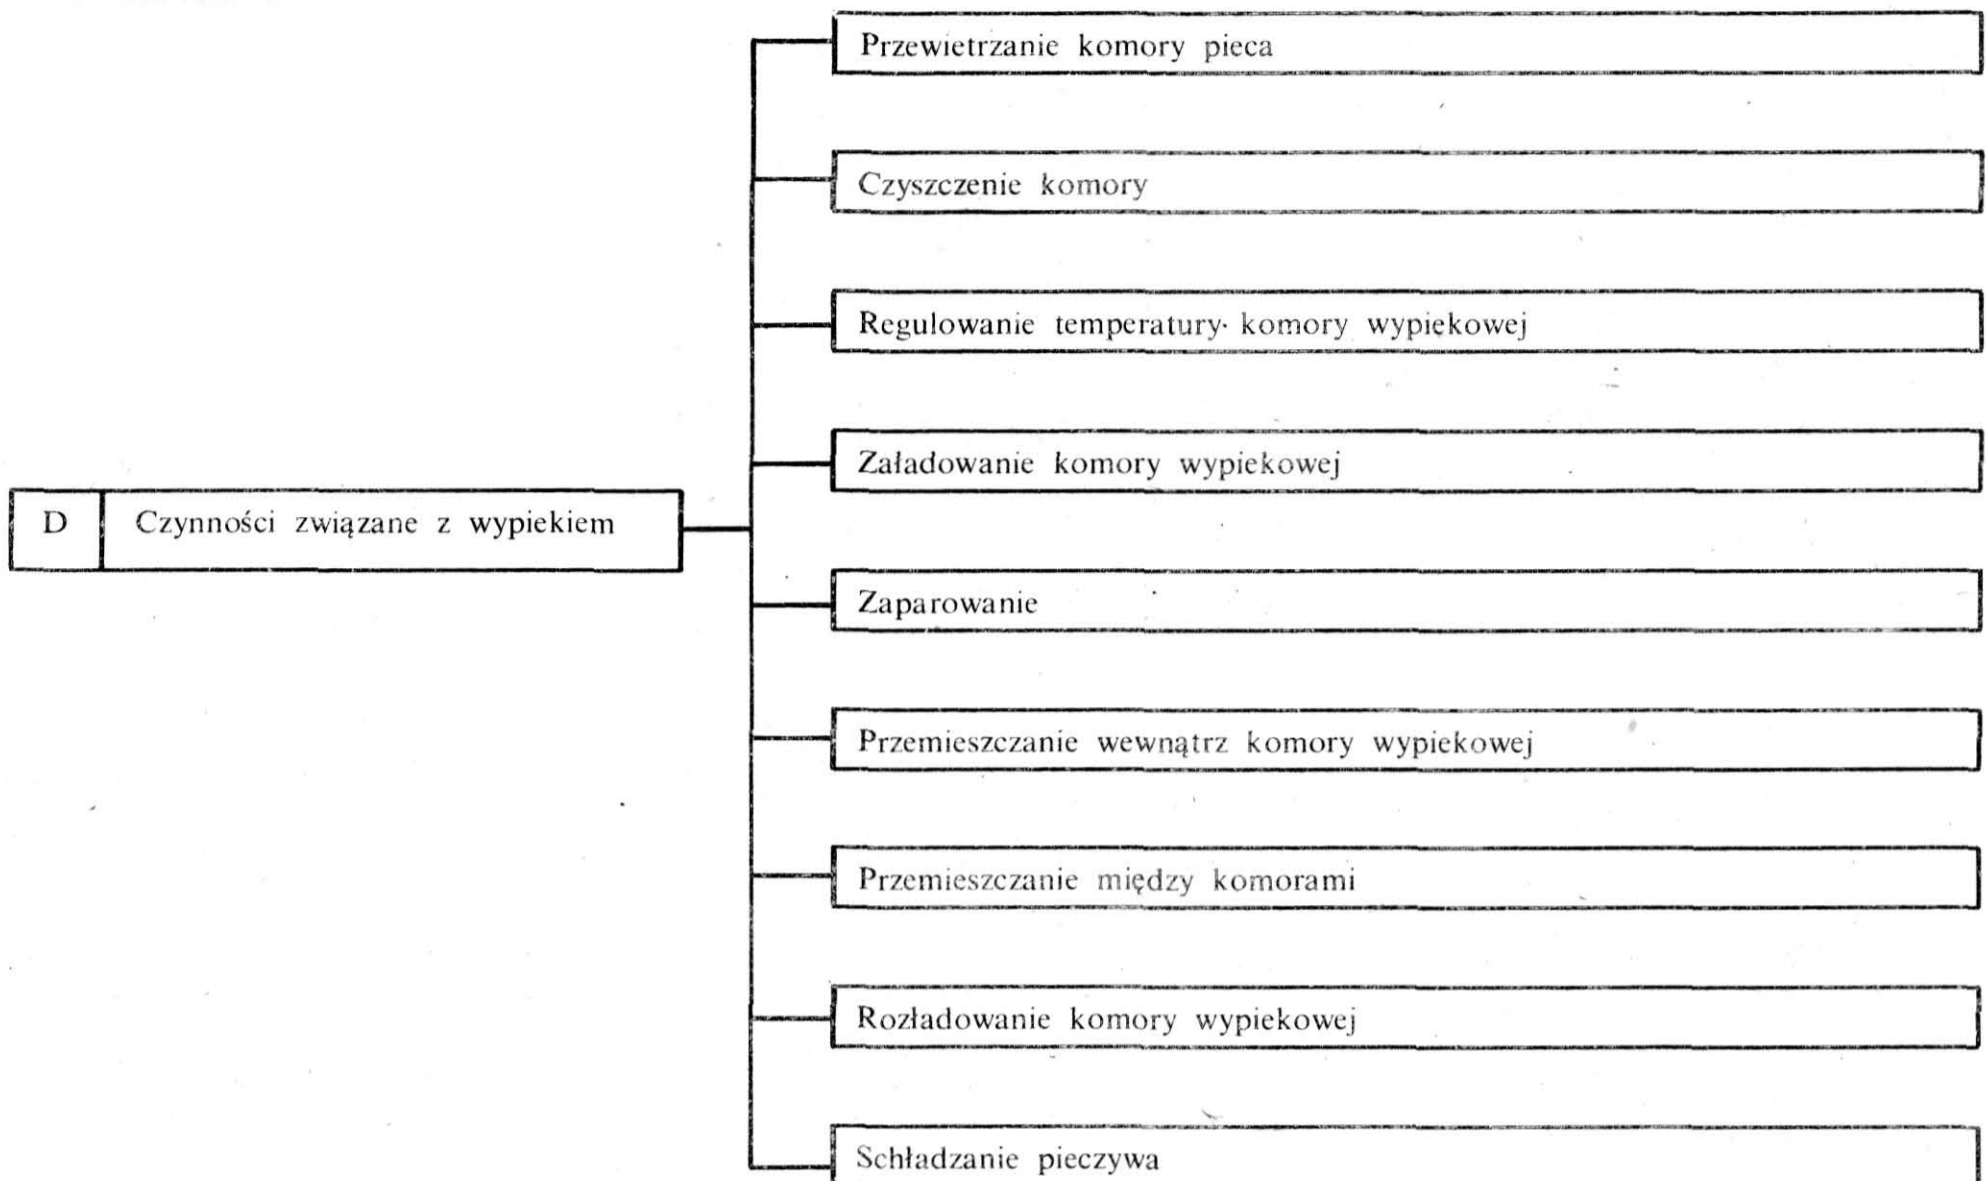 Przewietrzanie komory pieca
Czyszczenie komory
Regulowanie temperatury komory wypiekowej
Załadowanie komory wypiekowej
D Czynności związane z wypiekiem
Zaparowanie
Przemieszczanie wewnątrz komory wypiekowej
Przemieszczanie między komorami
Rozładowanie komory wypiekowej
Schładzanie pieczywa